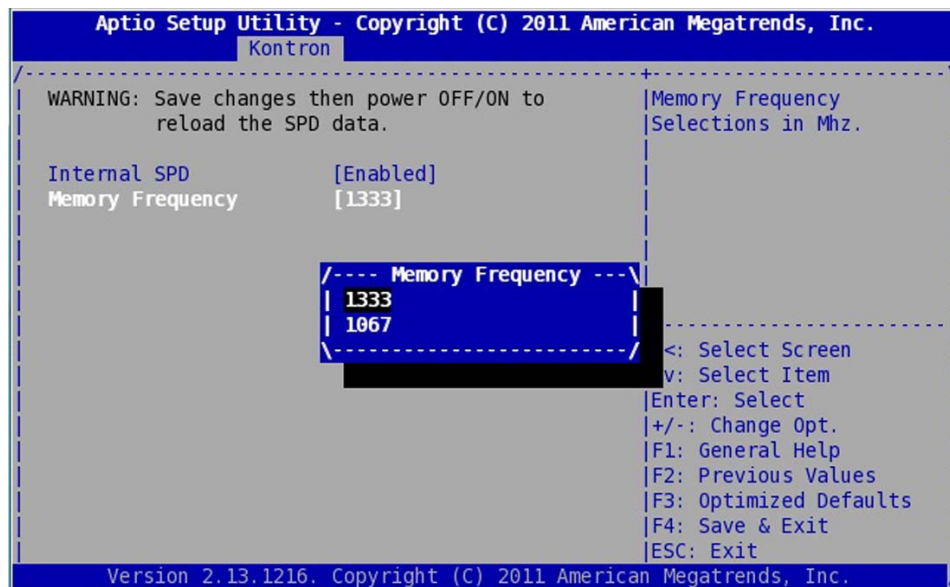 Aptio Setup Utility - Copyright (C) 2011 American Megatrends, Inc.
Kontron
WARNING: Save changes then power OFF/ON to
reload the SPD data.
Internal SPD [Enabled]
Memory Frequency [1333]
Memory Frequency
1333
1067
Memory Frequency
Selections in Mhz.
<: Select Screen
v: Select Item
Enter: Select
+/-: Change Opt.
F1: General Help
F2: Previous Values
F3: Optimized Defaults
F4: Save & Exit
ESC: Exit
Version 2.13.1216. Copyright (C) 2011 American Megatrends, Inc.